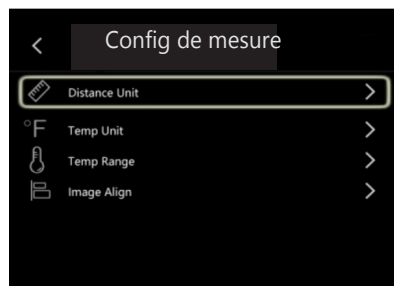 Config de mesure
Distance Unit
°F Temp Unit
Temp Range
Image Align